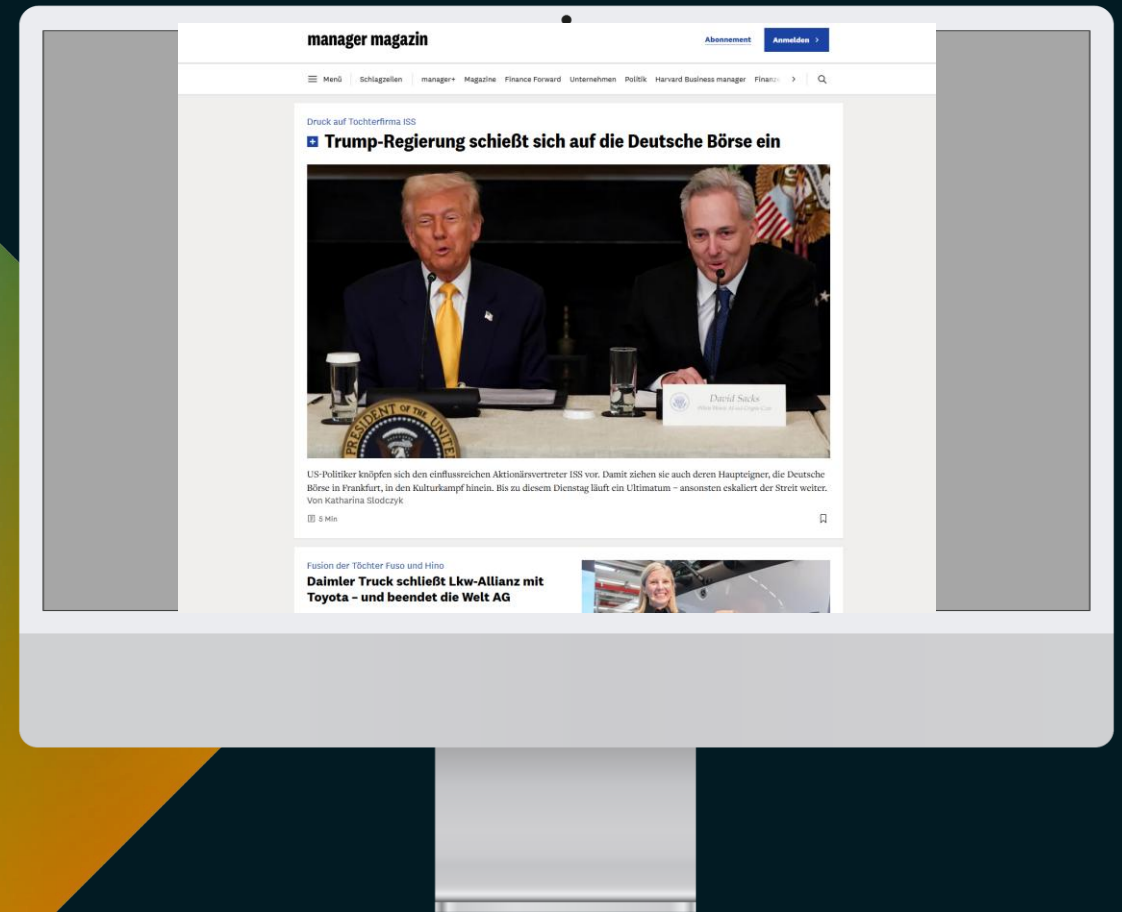 manager magazin
Abonnement
Anmelden
Menü Schlagzeilen manager+ Magazine Finance Forward Unternehmen Politik Harvard Business manager
Druck auf Tochterfirma ISS
Trump-Regierung schießt sich auf die Deutsche Börse ein
David Sacks
PRESIDENT OF THE UNITE
US-Politiker knöpfen sich den einflussreichen Aktionärsvertreter ISS vor. Damit ziehen sie auch deren Haupteigner, die Deutsche
Börse in Frankfurt, in den Kulturkampf hinein. Bis zu diesem Dienstag läuft ein Ultimatum – ansonsten eskaliert der Streit weiter.
Von Katharina Slodczyk
5 Min
Fusion der Töchter Fuso und Hino
Daimler Truck schließt Lkw-Allianz mit
Toyota – und beendet die Welt AG